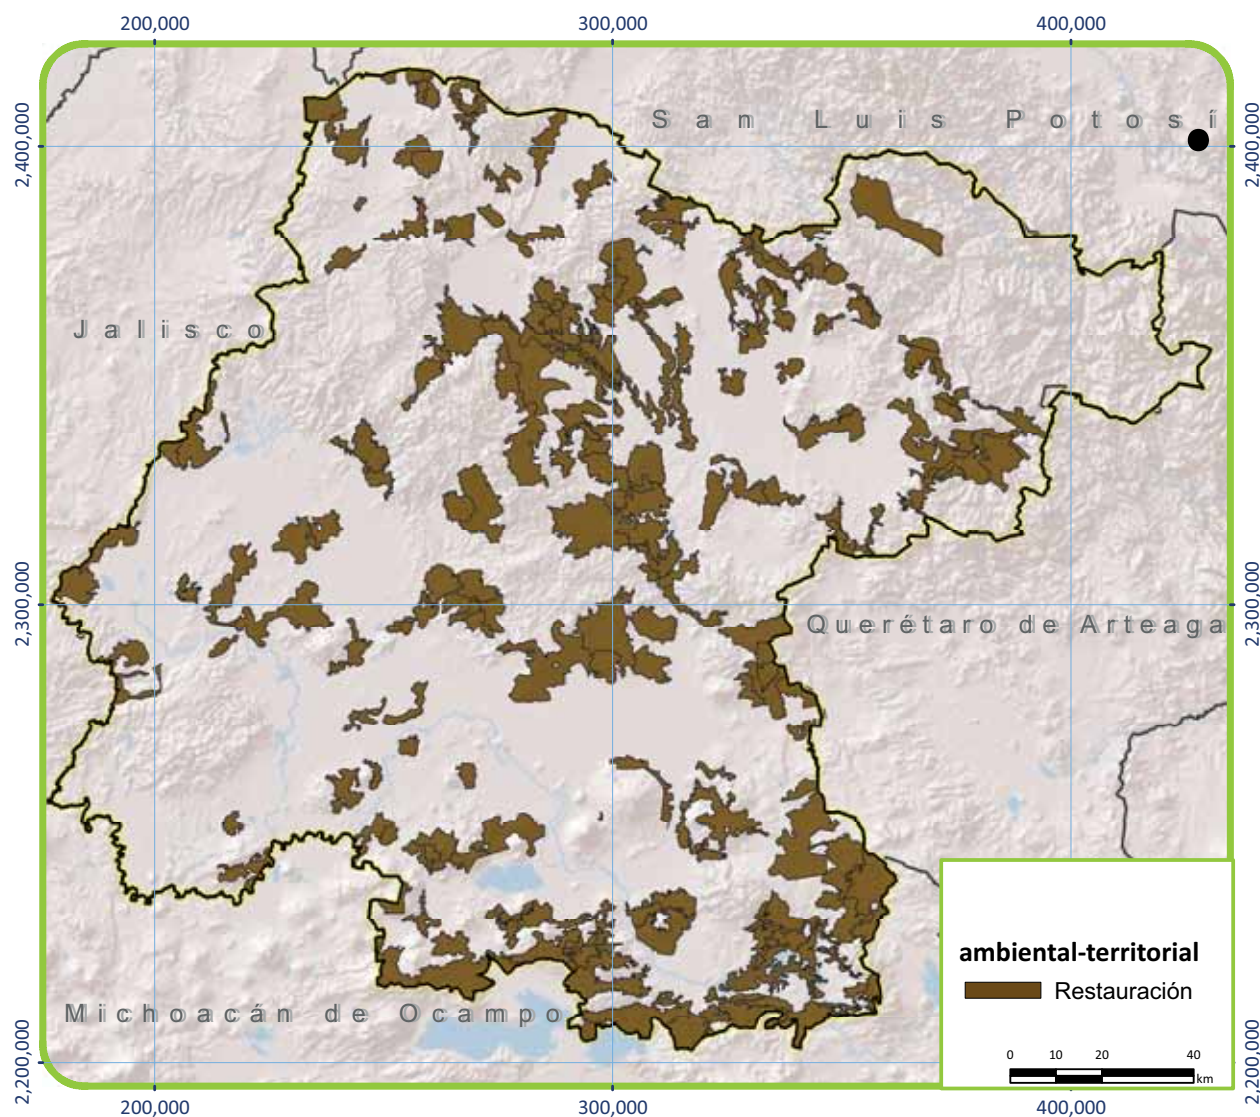 200,000 300,000 400,000
San Luis Potosí
2,400,000 2,400,000
Jalisco
2,300,000 2,300,000
Querétaro de Arteaga
ambiental-territorial
Restauración
Michoacán de Ocampo
2,200,000 2,200,000
0 10 20 40
km
200,000 300,000 400,000